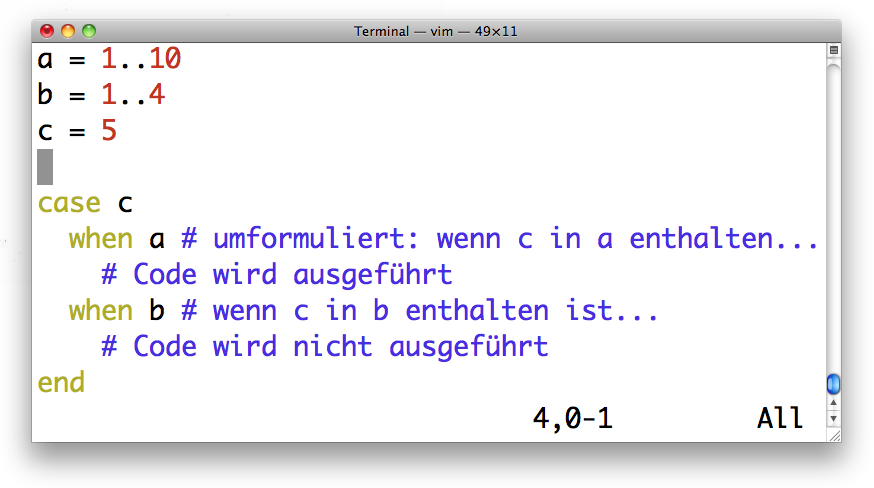 Terminal — vim — 49×11
a = 1..10
b = 1..4
c = 5
case c
  when a # umformuliert: wenn c in a enthalten...
    # Code wird ausgeführt
  when b # wenn c in b enthalten ist...
    # Code wird nicht ausgeführt
end
4,0-1 All